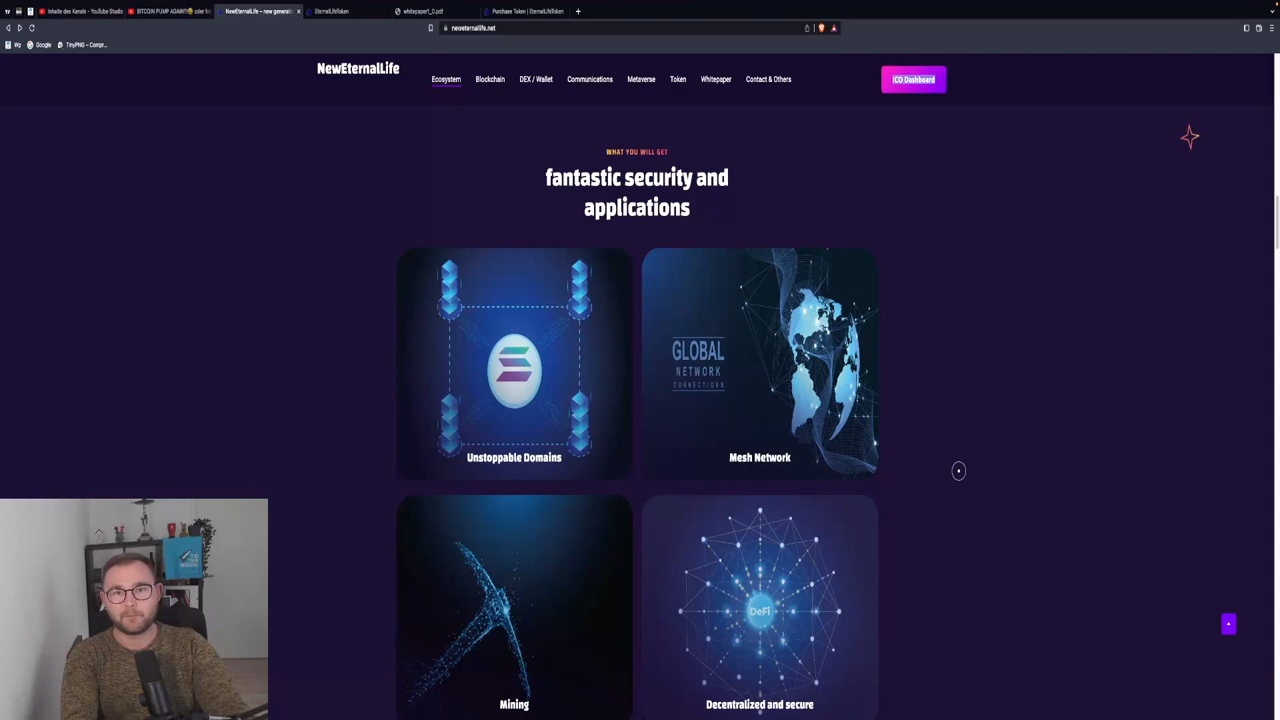 Inhalte des Kanals - YouTube Studio
BITCOIN PUMP AGAIN?!
oder fo
NewEternalLife – new generati
EternalLifeToken
whitepaper1_C.pdf
Purchase Token | EternalLifeToken
neweternallife.net
Wp
Google
TinyPNG – Compr...
NewEternalLife
Ecosystem
Blockchain
DEX / Wallet
Communications
Metaverse
Token
Whitepaper
Contact & Others
ICO Dashboard
WHAT YOU WILL GET
fantastic security and
applications
GLOBAL
NETWORK
CONNECTIONS
Unstoppable Domains
Mesh Network
DeFi
Mining
Decentralized and secure